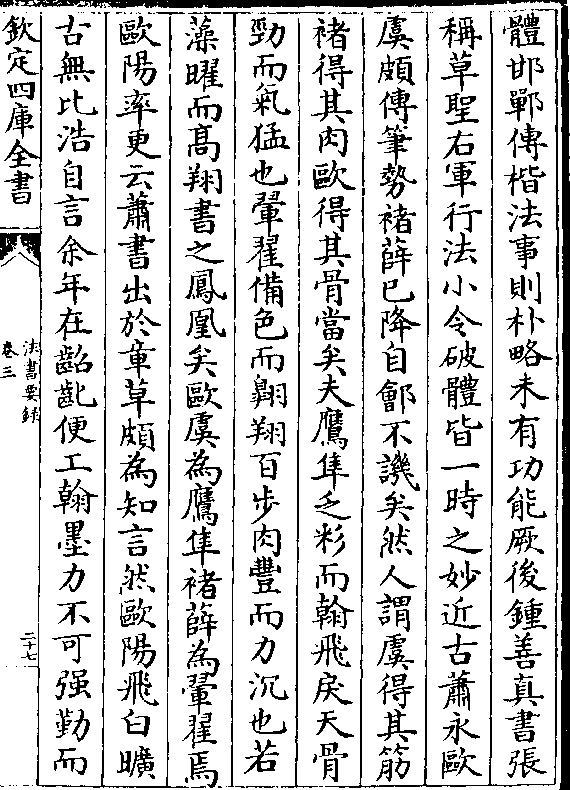 體邯鄲傳楷法事則朴略未有功能厥後鍾善真書張
稱草聖右軍行法小令破體皆一時之妙近古蕭永歐
虞頗傳筆勢褚薛已降自鄶不譏矣然人謂虞得其筋
褚得其肉歐得其骨當矣夫鷹隼乏彩而翰飛戾天骨
勁而氣猛也翬翟備色而翺翔百步肉豐而力沉也若
藻曜而髙翔書之鳳凰矣歐虞為鷹隼褚薛為翬翟焉
歐陽率更云蕭書出於章草頗為知言然歐陽飛白曠
古無比浩自言余年在齠齔便工翰墨力不可强勤而
欽定四庫全書
法書要録
卷三
二十七